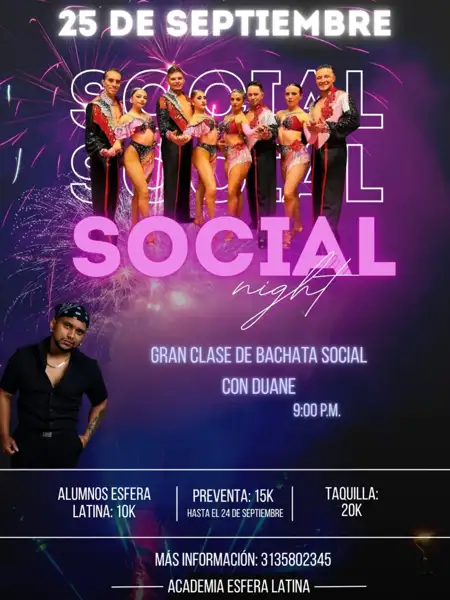 25 DE SEPTIEMBRE
SOCIAL
SOCIAL
SOCIAL
night
GRAN CLASE DE BACHATA SOCIAL
CON DUANE
9:00 P.M.
ALUMNOS ESFERA
LATINA: 10K
PREVENTA: 15K
HASTA EL 24 DE SEPTIEMBRE
TAQUILLA:
20K
MÁS INFORMACIÓN: 3135802345
ACADEMIA ESFERA LATINA